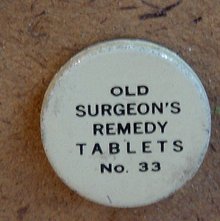 OLD
SURGEON'S
REMEDY
TABLETS
No. 33